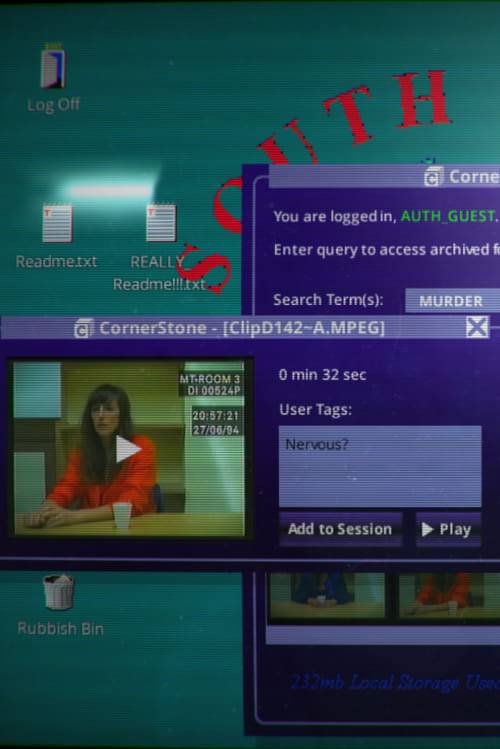 Log Off
SOUTH
Readme.txt
REALLY
Readme!!!.txt
Corne
You are logged in, AUTH_GUEST.
Enter query to access archived fo
Search Term(s):
MURDER
CornerStone - [ClipD142~A.MPEG]
MT-ROOM 3
DI 00524P
20:57:21
27/06/94
0 min 32 sec
User Tags:
Nervous?
Add to Session
Play
Rubbish Bin
232mb Local Storage Used